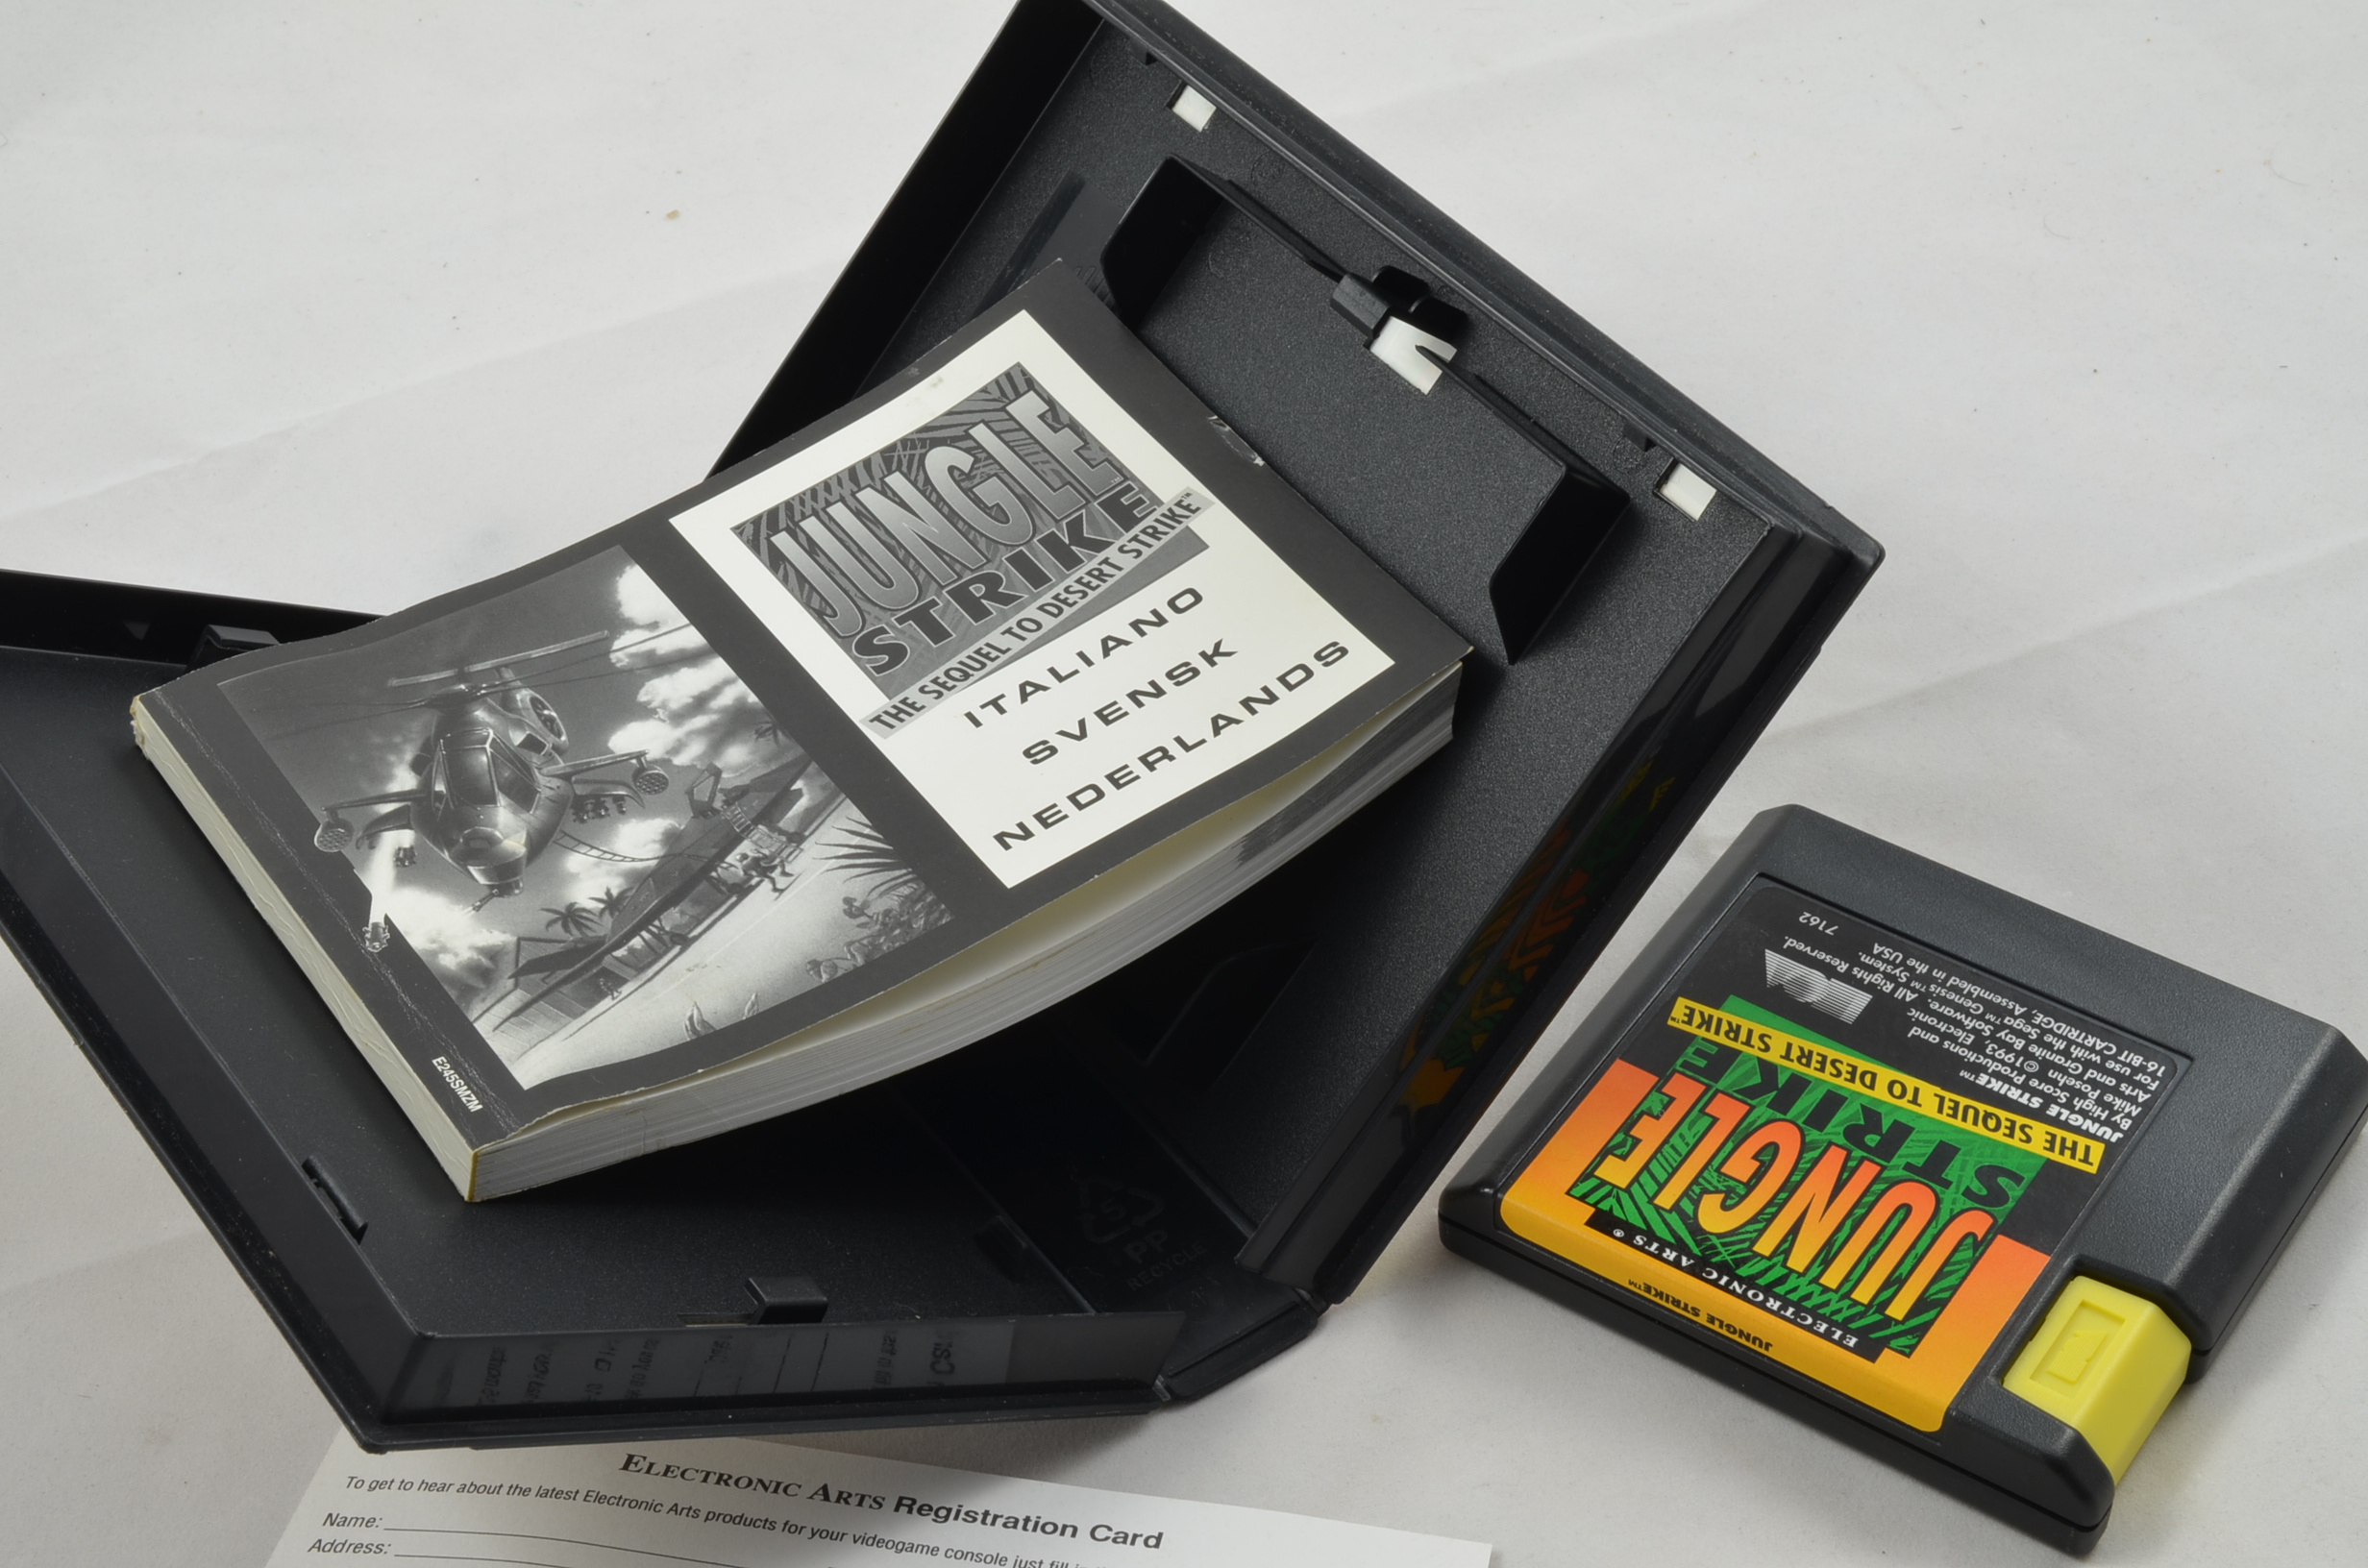 JUNGLE
STRIKE
THE SEQUEL TO DESERT STRIKE™
ITALIANO
SVENSK
NEDERLANDS
E245SMZM
5
PP
RECYCLE
JUNGLE STRIKE™
ELECTRONIC ARTS®
JUNGLE
STRIKE
THE SEQUEL TO DESERT STRIKE™
JUNGLE STRIKE™
By High Score Productions and
Mike Posehn ©1993, Electronic
Arts and Granite Bay Software. All Rights Reserved.
For use with the Sega™ Genesis™ System.
16-BIT CARTRIDGE, Assembled in the USA.
7162
ELECTRONIC ARTS Registration Card
To get to hear about the latest Electronic Arts products for your videogame console just fill
Name:
Address: